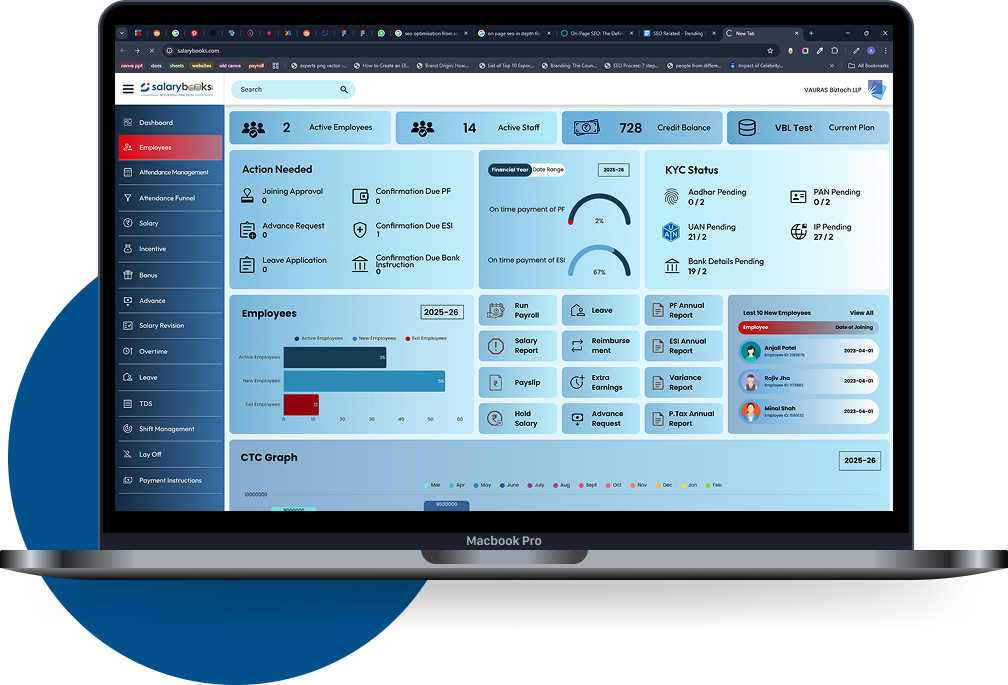 seo optimisation from sc
on page seo in depth fo
On-Page SEO: The Defin
SEO Related - Trending
New Tab
salarybooks.com
canva ppt
docs
sheets
websites
old canva
payroll
experts png vector -...
How to Create an Ef...
Brand Origin: How...
List of Top 10 Expor...
Branding: The Coun...
SEO Process: 7 step...
people from differe...
Impact of Celebrity...
All Bookmarks
salarybooks
Search
VAURAS Biztech LLP
Dashboard
Employees
Attendance Management
Attendance Funnel
Salary
Incentive
Bonus
Advance
Salary Revision
Overtime
Leave
TDS
Shift Management
Lay Off
Payment Instructions
2 Active Employees
14 Active Staff
728 Credit Balance
VBL Test Current Plan
Action Needed
Joining Approval
0
Confirmation Due PF
0
Advance Request
0
Confirmation Due ESI
1
Leave Application
0
Confirmation Due Bank
Instruction
0
Financial Year Date Range
2025-26
On time payment of PF
2%
On time payment of ESI
67%
KYC Status
Aadhar Pending
0 / 2
PAN Pending
0 / 2
UAN
UAN Pending
21 / 2
IP Pending
27 / 2
Bank Details Pending
19 / 2
Employees
2025-26
Active Employees New Employees Exit Employees
Active Employees
35
New Employees
55
Exit Employees
12
0 10 20 30 40 50 60
Run
Payroll
Leave
PF Annual
Report
Salary
Report
Reimburse
ment
ESI Annual
Report
Payslip
Extra
Earnings
Variance
Report
Hold
Salary
Advance
Request
P.Tax Annual
Report
Last 10 New Employees View All
Employee Date of Joining
Anjali Patel
2023-04-01
Rajiv Jha
2023-04-01
Minal Shah
2023-04-01
CTC Graph
2025-26
Mar Apr May June July Aug Sept Oct Nov Dec Jan Feb
10000000
9000000
9500000
Macbook Pro